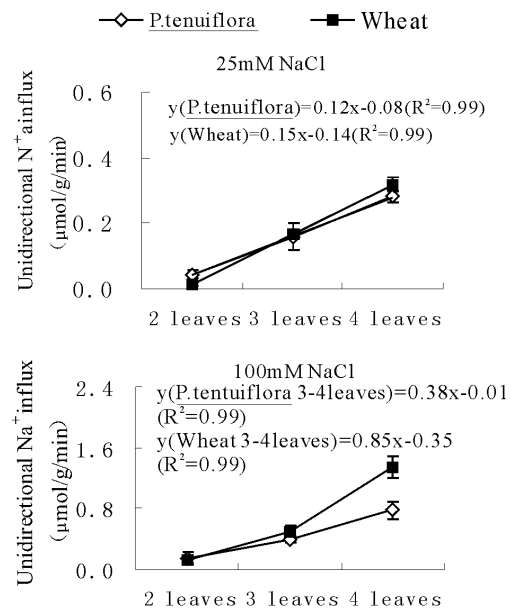 P.tenuiflora Wheat
25mM NaCl
Unidirectional N⁺ainflux
(μmol/g/min)
0.6
0.4
0.2
0.0
y(P.tenuiflora)=0.12x-0.08(R²=0.99)
y(Wheat)=0.15x-0.14(R²=0.99)
2 leaves 3 leaves 4 leaves
100mM NaCl
Unidirectional Na⁺influx
(μmol/g/min)
2.4
1.6
0.8
0.0
y(P.tentuiflora 3-4leaves)=0.38x-0.01
(R²=0.99)
y(Wheat 3-4leaves)=0.85x-0.35
(R²=0.99)
2 leaves 3 leaves 4 leaves